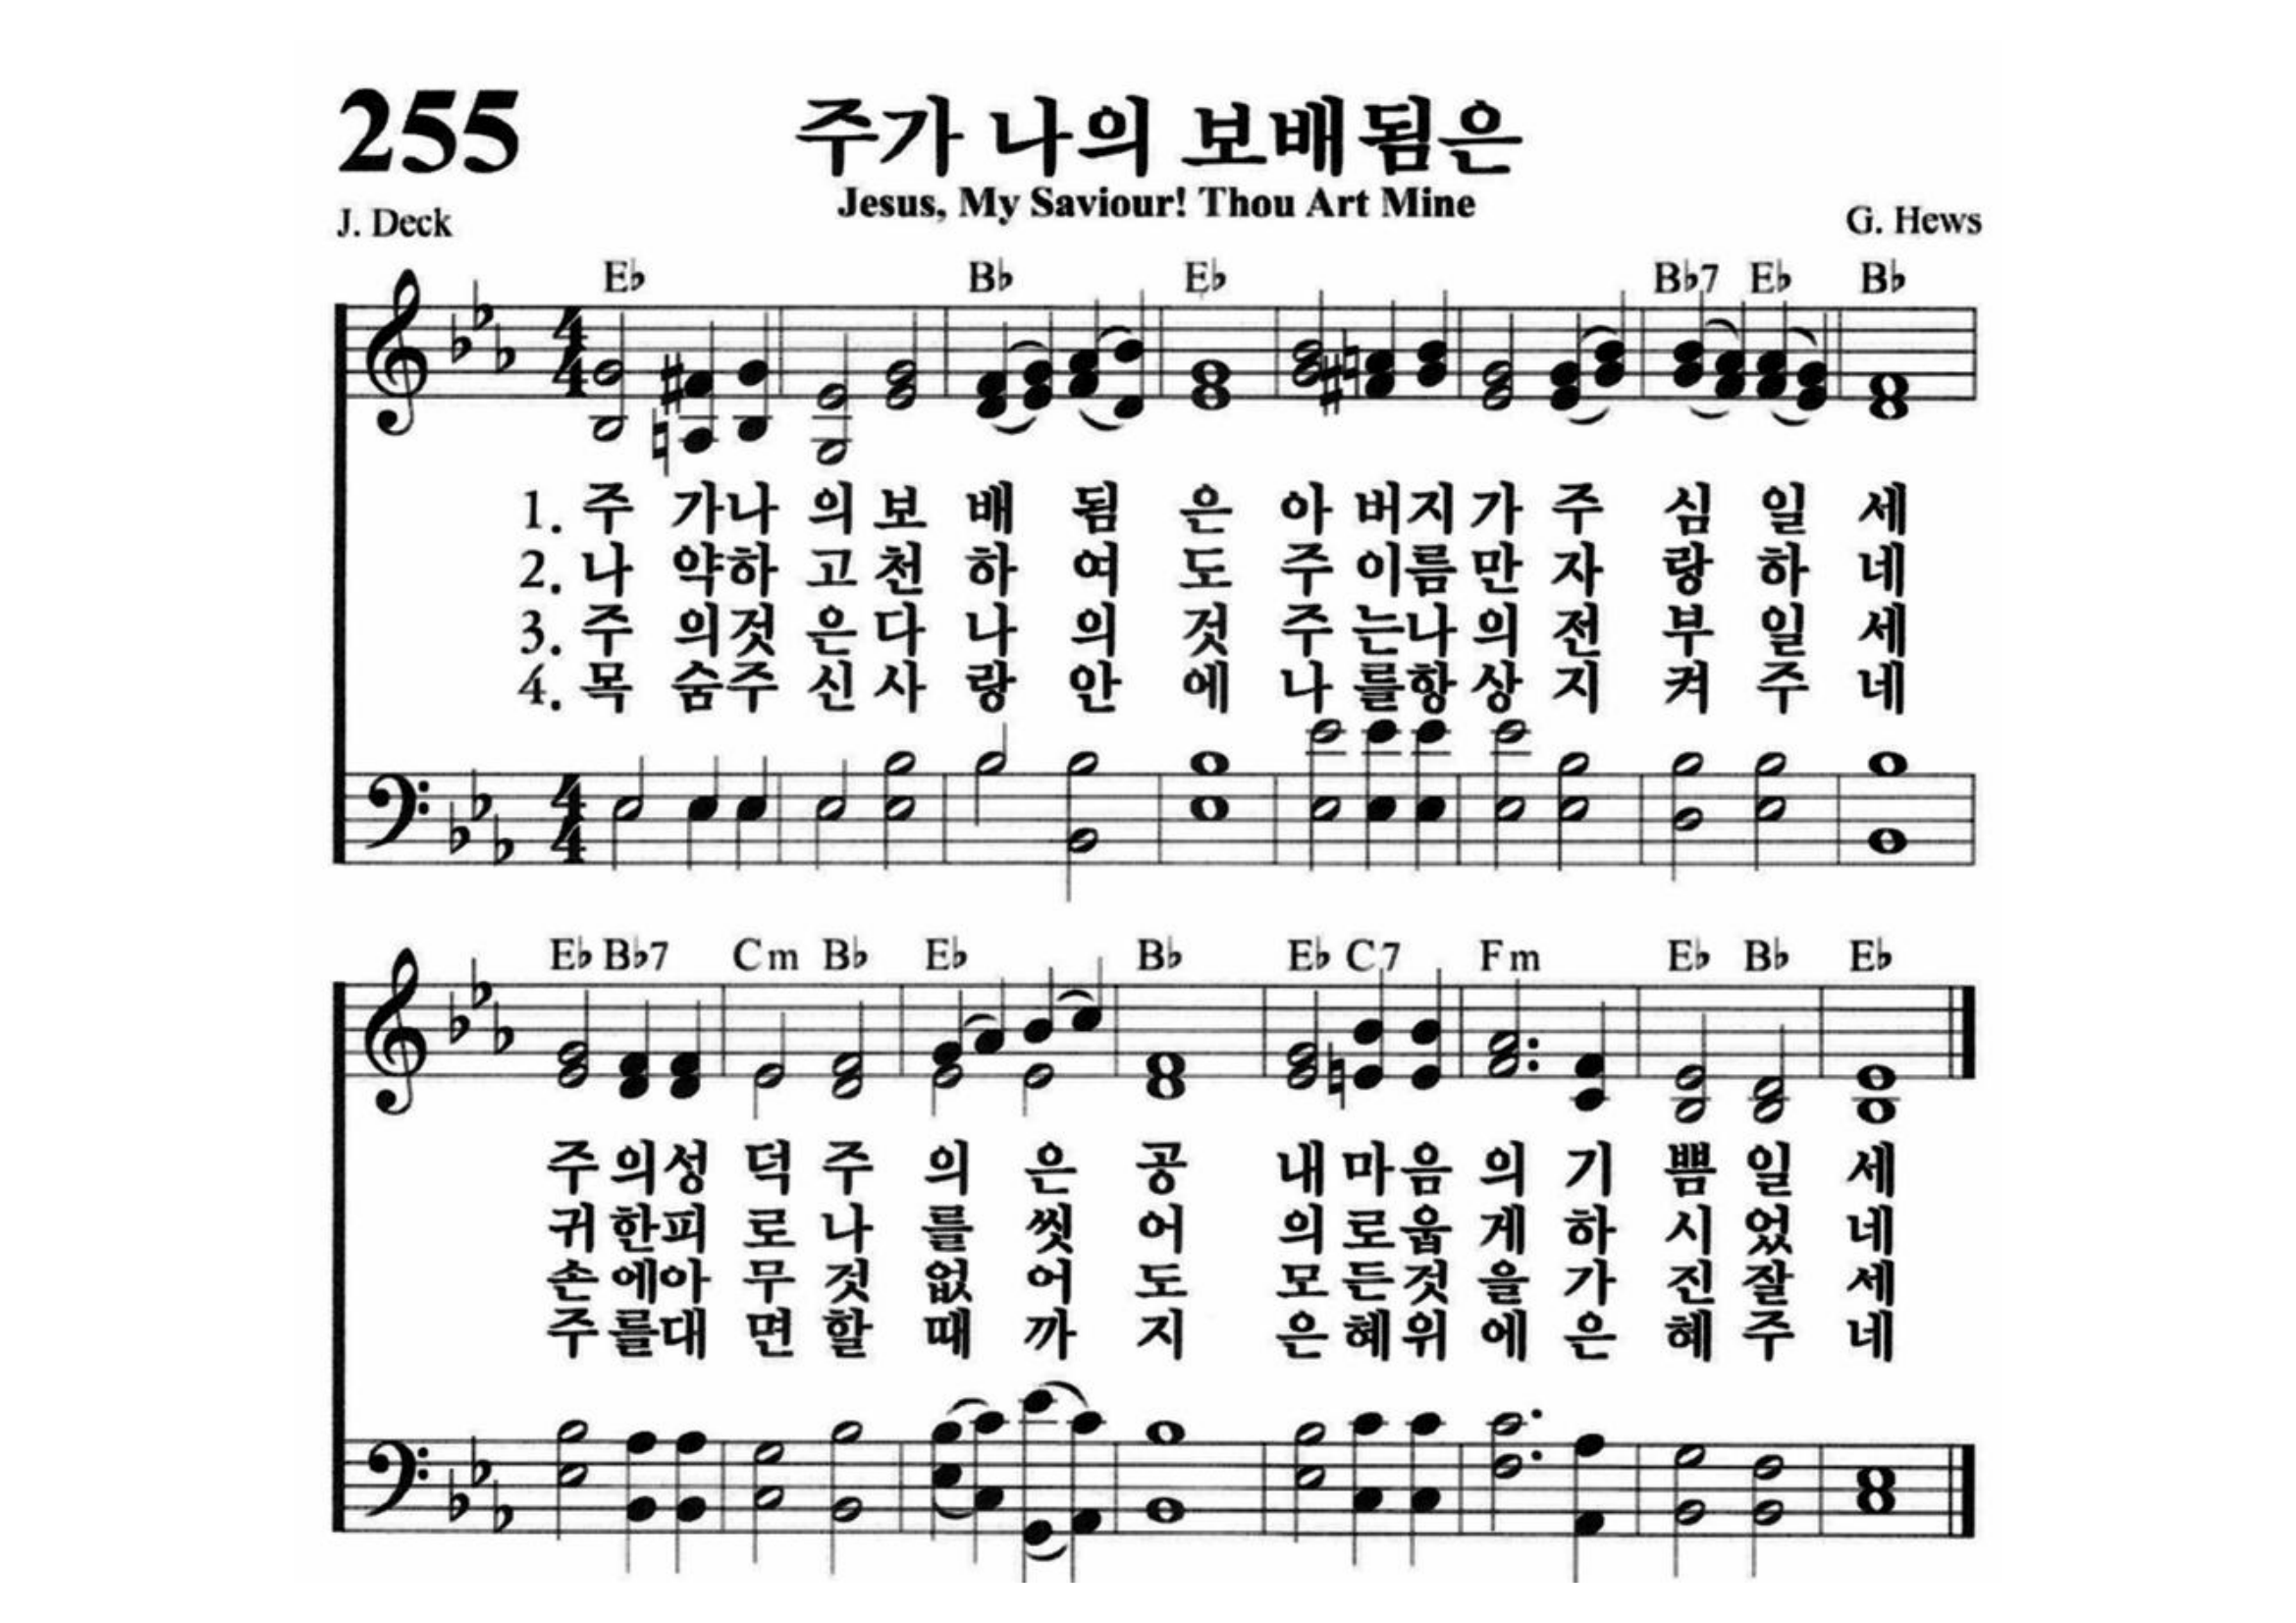 255
주가 나의 보배됨은
Jesus, My Saviour! Thou Art Mine
J. Deck
G. Hews
E♭ B♭ E♭ B♭7 E♭ B♭
1. 주 가나 의 보 배 됨 은 아 버지 가 주 심 일 세
2. 나 약하 고 천 하 여 도 주 이름 만 자 랑 하 네
3. 주 의것 은 다 나 의 것 주 는나 의 전 부 일 세
4. 목 숨주 신 사 랑 안 에 나 를항 상 지 켜 주 네
E♭ B♭7 Cm B♭ E♭ B♭ E♭ C7 Fm E♭ B♭ E♭
주 의성 덕 주 의 은 공 내 마음 의 기 쁨 일 세
귀 한피 로 나 를 씻 어 의 로웁 게 하 시 었 네
손 에아 무 것 없 어 도 모 든것 을 가 진 잘 세
주 를대 면 할 때 까 지 은 혜위 에 은 혜 주 네